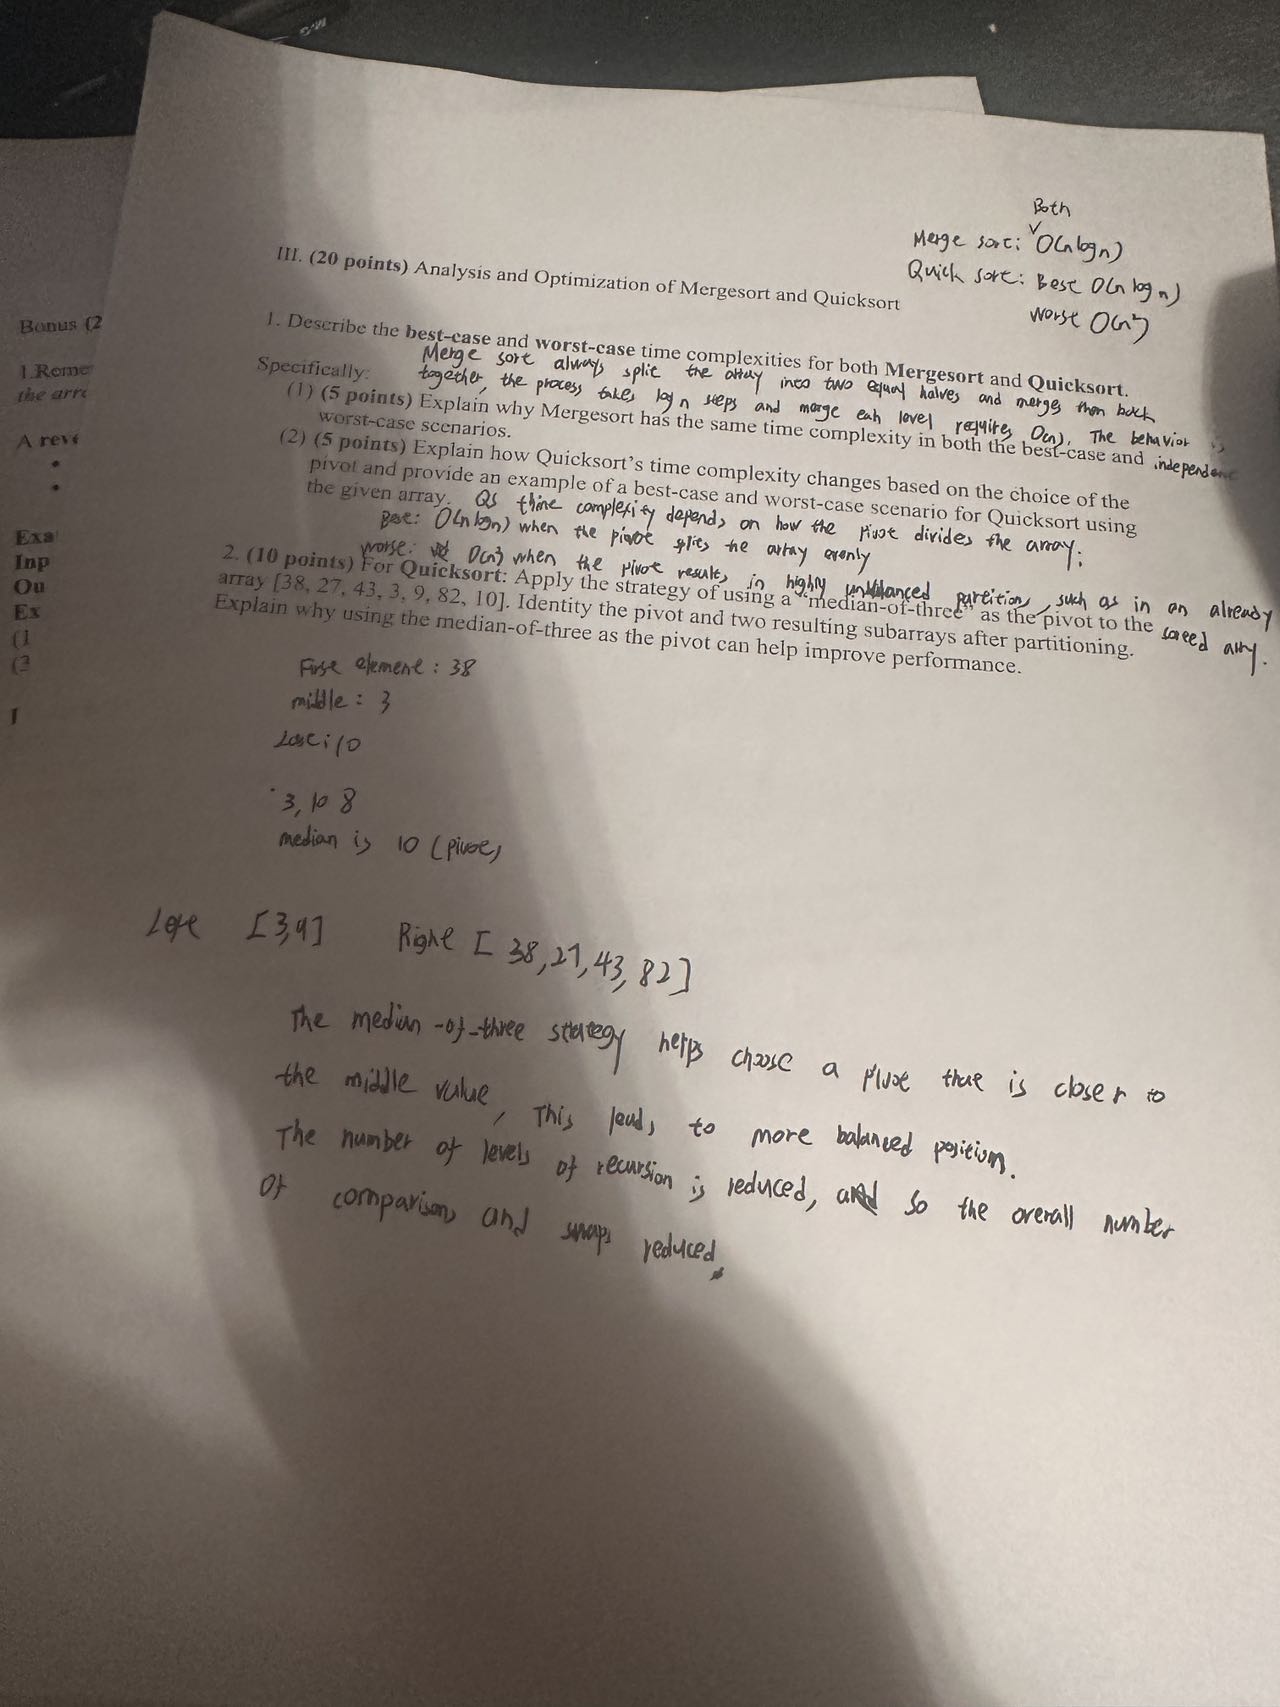 Both
Merge sort: O(n log n)
Quick sort: Best O(n log n)
Worse O(n²)
III. (20 points) Analysis and Optimization of Mergesort and Quicksort
1. Describe the best-case and worst-case time complexities for both Mergesort and Quicksort.
Specifically:
Merge sort always split the array into two equal halves and merges them back
together, the process takes log n steps and marge eah level requires O(n). The behavior is
independent
(1) (5 points) Explain why Mergesort has the same time complexity in both the best-case and
worst-case scenarios.
(2) (5 points) Explain how Quicksort's time complexity changes based on the choice of the
pivot and provide an example of a best-case and worst-case scenario for Quicksort using
the given array.
QS time complexity depends on how the pivot divides the array:
Best: O(n log n) when the pivot splits the array evenly
worse: O(n²) when the pivot results in highly unbalanced partitions, such as in an already
sorted array.
2. (10 points) For Quicksort: Apply the strategy of using a "median-of-three" as the pivot to the
array [38, 27, 43, 3, 9, 82, 10]. Identity the pivot and two resulting subarrays after partitioning.
Explain why using the median-of-three as the pivot can help improve performance.
First element: 38
middle: 3
Last: 10
3, 10 8
median is 10 (pivot)
Left [3,9] Right [38,27,43,82]
The median-of-three strategy helps choose a pivot that is closer to
the middle value, This leads to more balanced position.
The number of levels of recursion is reduced, and so the overall number
of comparisons and swaps reduced.
Bonus (2
1.Reme
the arra
A reve
•
•
Exa
Inp
Ou
Ex
(1
(3